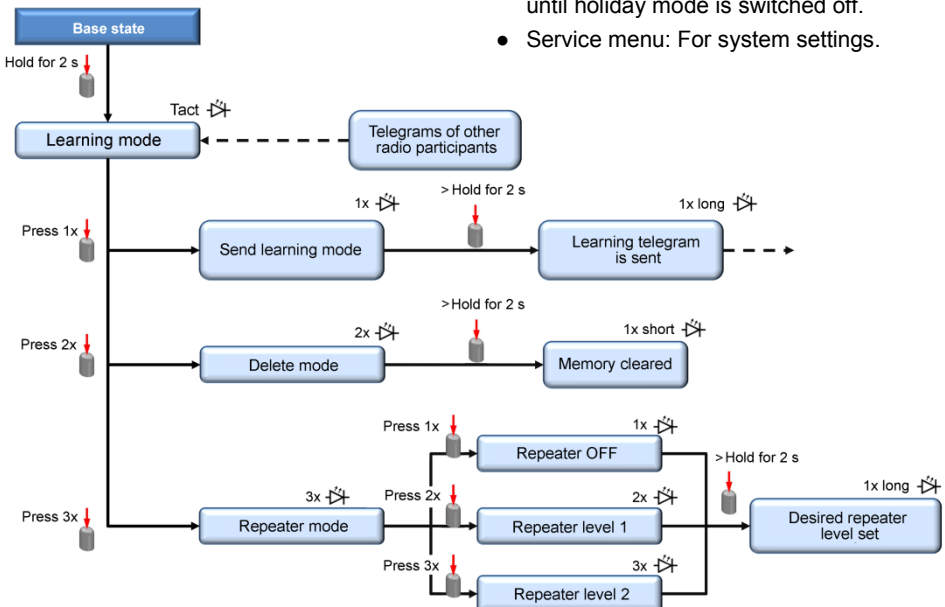 until holiday mode is switched off.
● Service menu: For system settings.
Base state
Hold for 2 s
Tact
Learning mode
Telegrams of other
radio participants
Press 1x
1x
> Hold for 2 s
1x long
Send learning mode
Learning telegram
is sent
Press 2x
2x
>Hold for 2 s
1x short
Delete mode
Memory cleared
Press 1x
1x
Repeater OFF
>Hold for 2 s
Press 3x
3x
Press 2x
2x
1x long
Repeater mode
Repeater level 1
Desired repeater
level set
Press 3x
3x
Repeater level 2